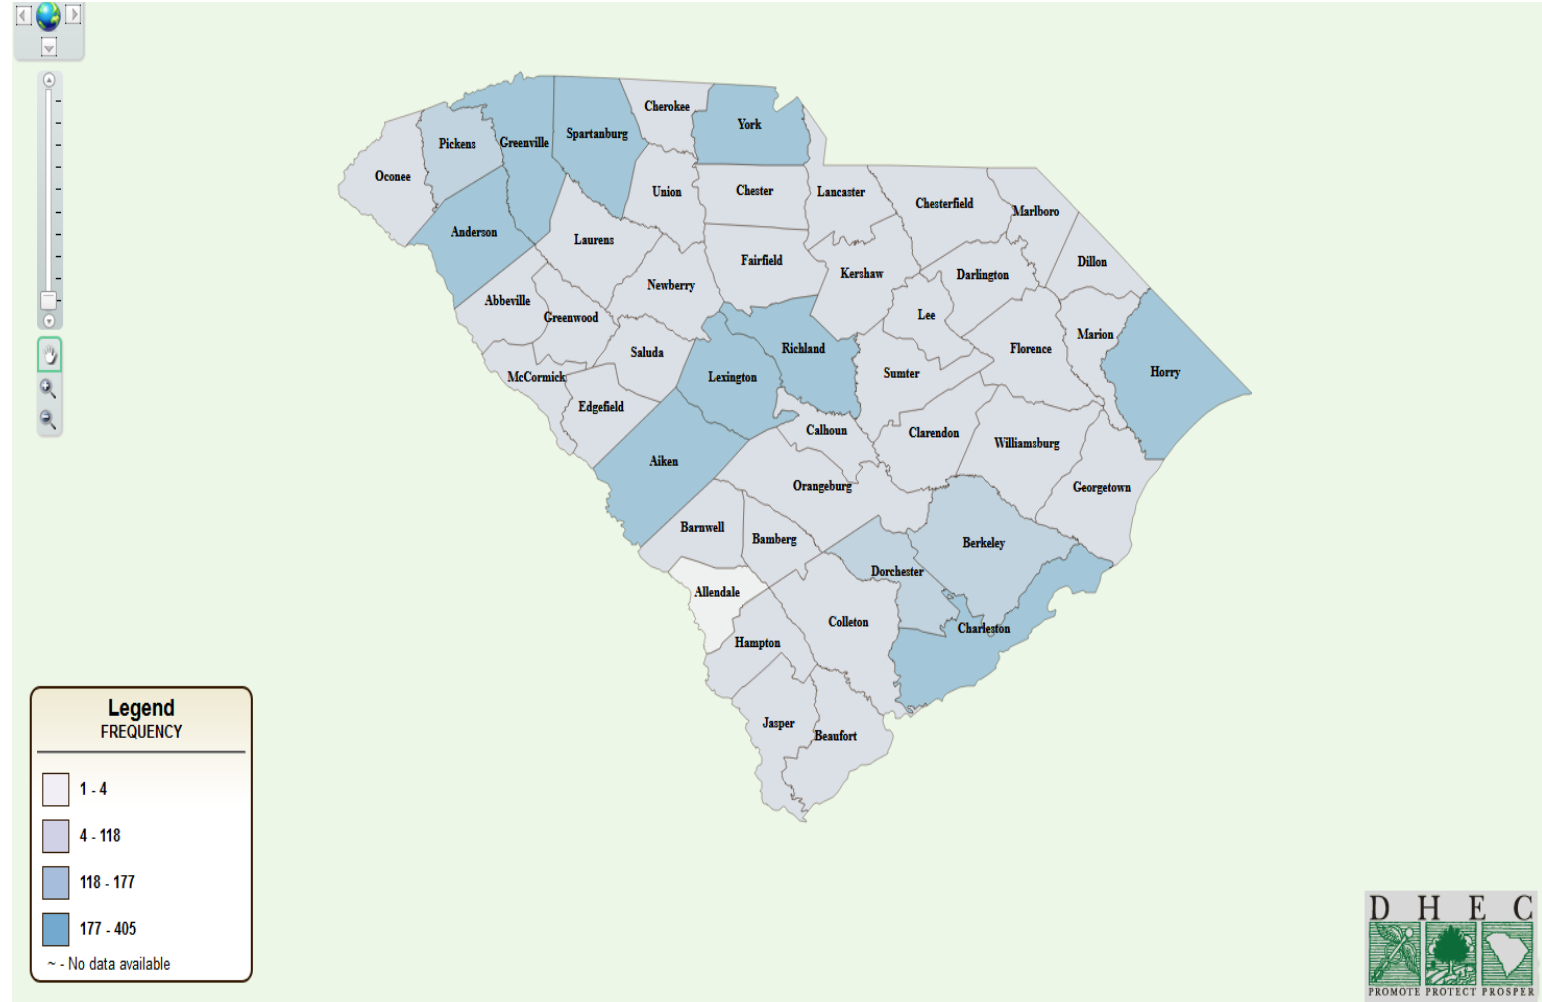 Cherokee
York
Spartanburg
Greenville
Pickens
Oconee
Union
Chester
Lancaster
Chesterfield
Marlboro
Anderson
Laurens
Fairfield
Kershaw
Darlington
Dillon
Newberry
Abbeville
Greenwood
Lee
Marion
Saluda
Richland
Florence
Lexington
Sumter
Horry
McCormick
Edgefield
Calhoun
Clarendon
Williamsburg
Aiken
Orangeburg
Georgetown
Barnwell
Bamberg
Berkeley
Dorchester
Allendale
Colleton
Charleston
Hampton
Jasper
Beaufort
Legend
FREQUENCY
1 - 4
4 - 118
118 - 177
177 - 405
~ - No data available
D H E C
PROMOTE PROTECT PROSPER